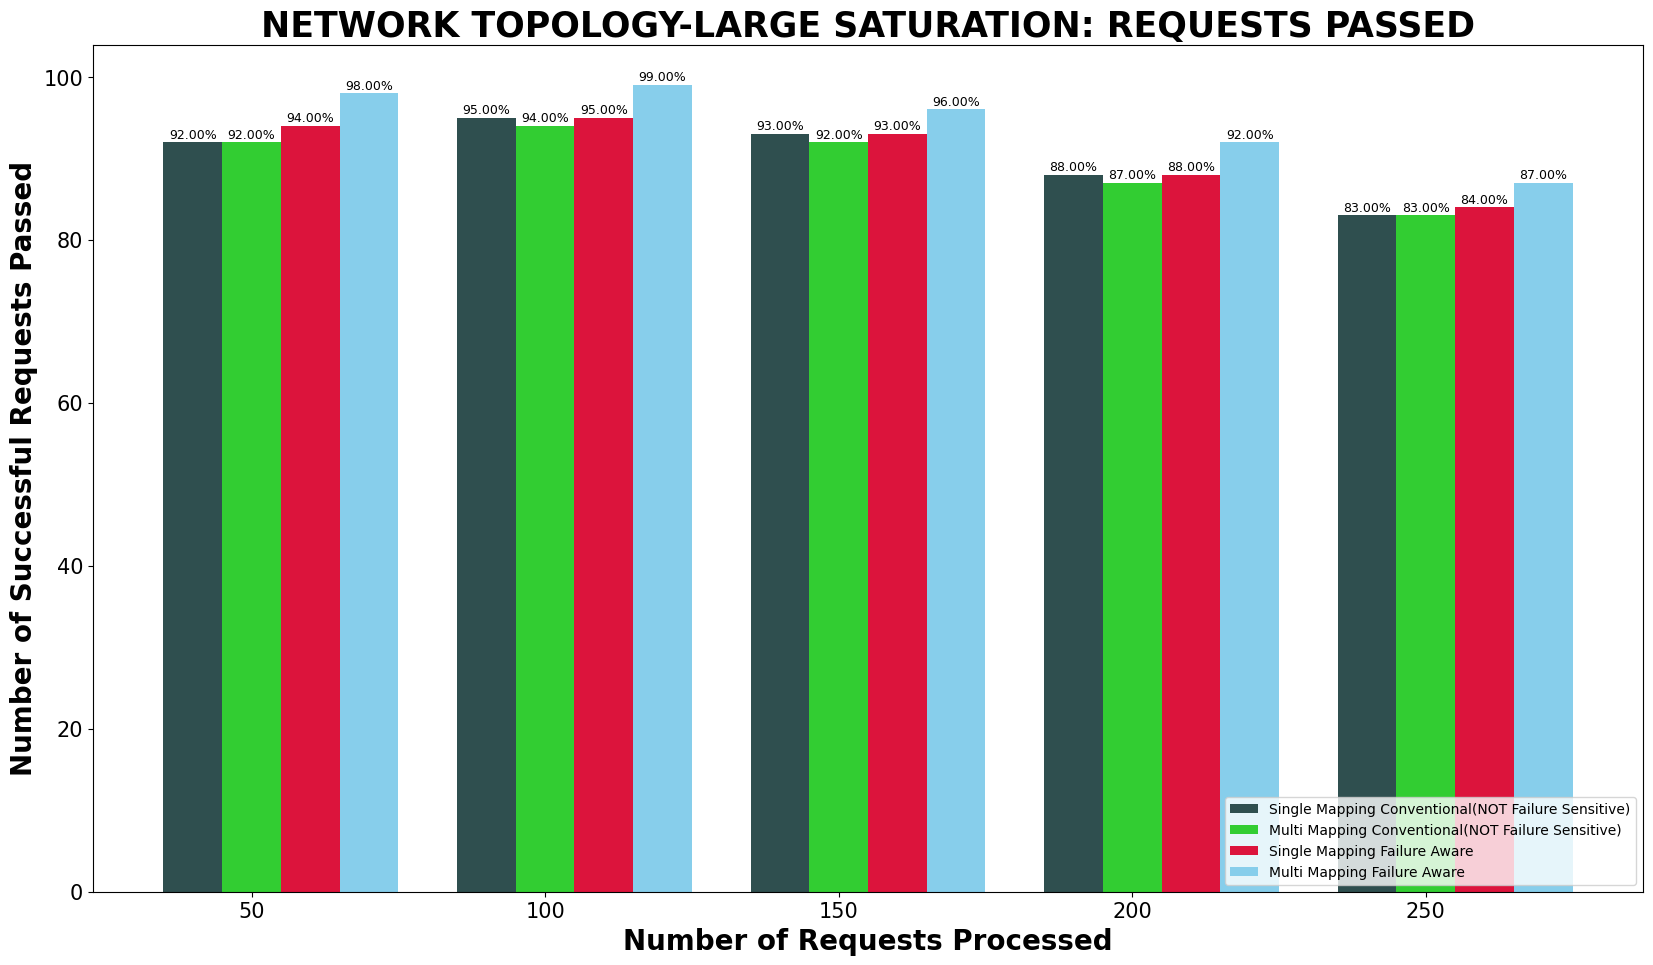 NETWORK TOPOLOGY-LARGE SATURATION: REQUESTS PASSED
Number of Successful Requests Passed
100
80
60
40
20
0
92.00% 92.00% 94.00% 98.00%
95.00% 94.00% 95.00% 99.00%
93.00% 92.00% 93.00% 96.00%
88.00% 87.00% 88.00% 92.00%
83.00% 83.00% 84.00% 87.00%
Single Mapping Conventional(NOT Failure Sensitive)
Multi Mapping Conventional(NOT Failure Sensitive)
Single Mapping Failure Aware
Multi Mapping Failure Aware
50 100 150 200 250
Number of Requests Processed